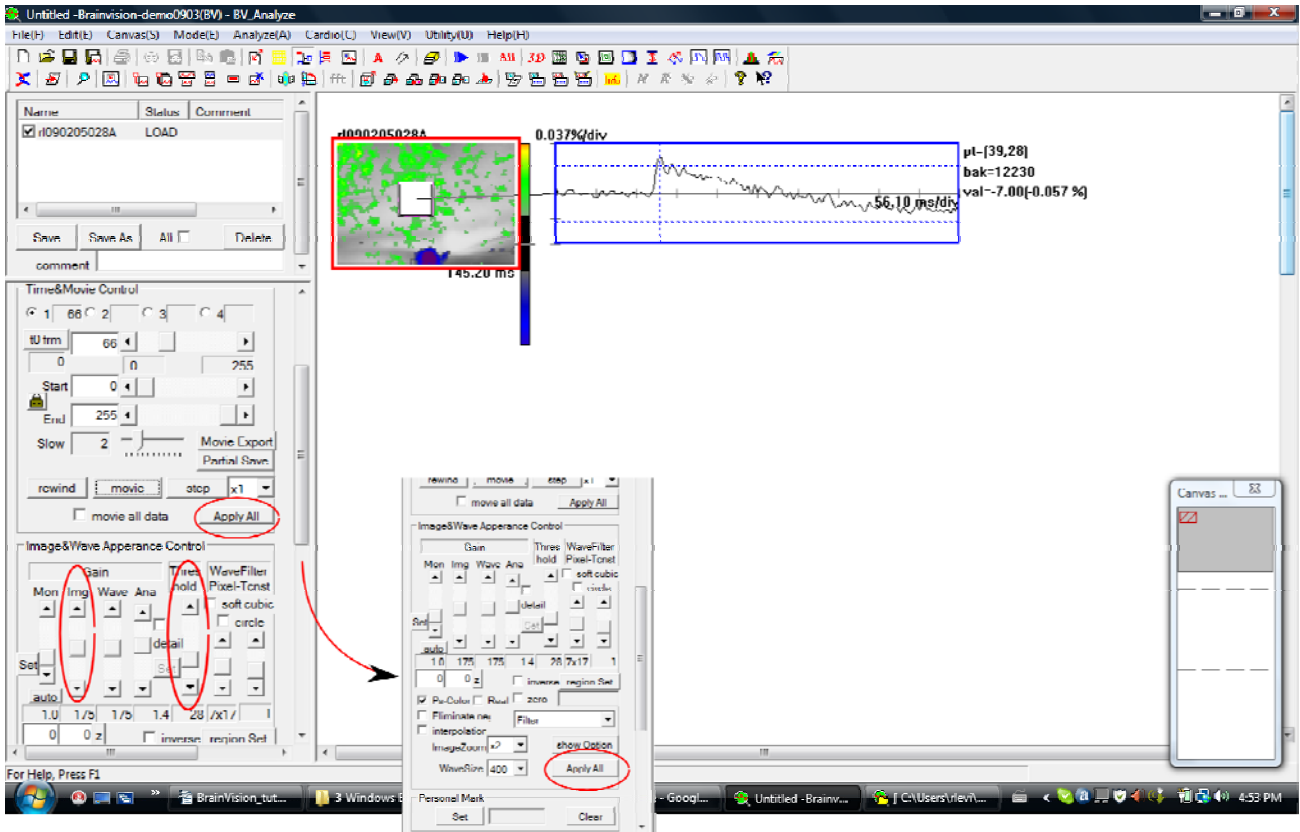 Untitled -Brainvision-demo0903(BV) - BV_Analyze
File(F) Edit(E) Canvas(S) Mode(E) Analyze(A) Cardio(C) View(V) Utility(U) Help(H)
Name Status Comment
rl090205028A LOAD
Save Save As All Delete
comment
rl090205028A
0.037%/div
145.20 ms
56.10 ms/div
pt=[39,28]
bak=12230
val=-7.00[-0.057 %]
Time&Movie Control
1 66 2 3 4
66
0 0 255
Start 0
End 255
Slow 2 Movie Export
Partial Save
rewind movie stop x1
movie all data Apply All
Image&Wave Apperance Control
Gain Thres hold WaveFilter
Pixel-Tcnst
Mon Img Wave Ana
soft cubic
circle
detail
Set Set
auto
1.0 175 175 1.4 28 7x17 1
0 0 z inverse region Set
For Help, Press F1
rewind movie stop x1
movie all data Apply All
Image&Wave Apperance Control
Gain Thres hold WaveFilter
Pixel-Tcnst
Mon Img Wave Ana
soft cubic
circle
detail
Set Set
auto
1.0 175 175 1.4 28 7x17 1
0 0 z inverse region Set
Ps-Color Real zero
Eliminate neg Filter
interpolation
ImageZoom x2 show Option
WaveSize 400 Apply All
Personal Mark
Set Clear
Canvas ...
BrainVision_tut...
3 Windows E
- Googl...
Untitled -Brainv...
[ C:\Users\rlevi\...
4:53 PM